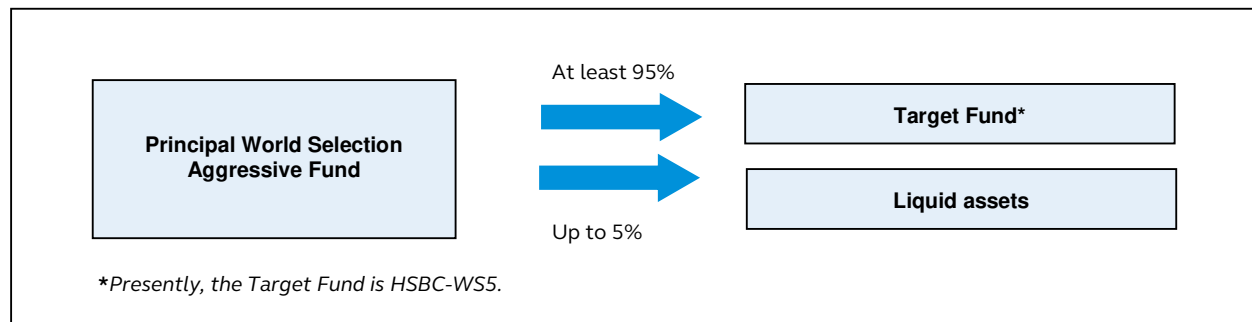 At least 95%
Principal World Selection
Aggressive Fund
Target Fund*
Liquid assets
Up to 5%
*Presently, the Target Fund is HSBC-WS5.